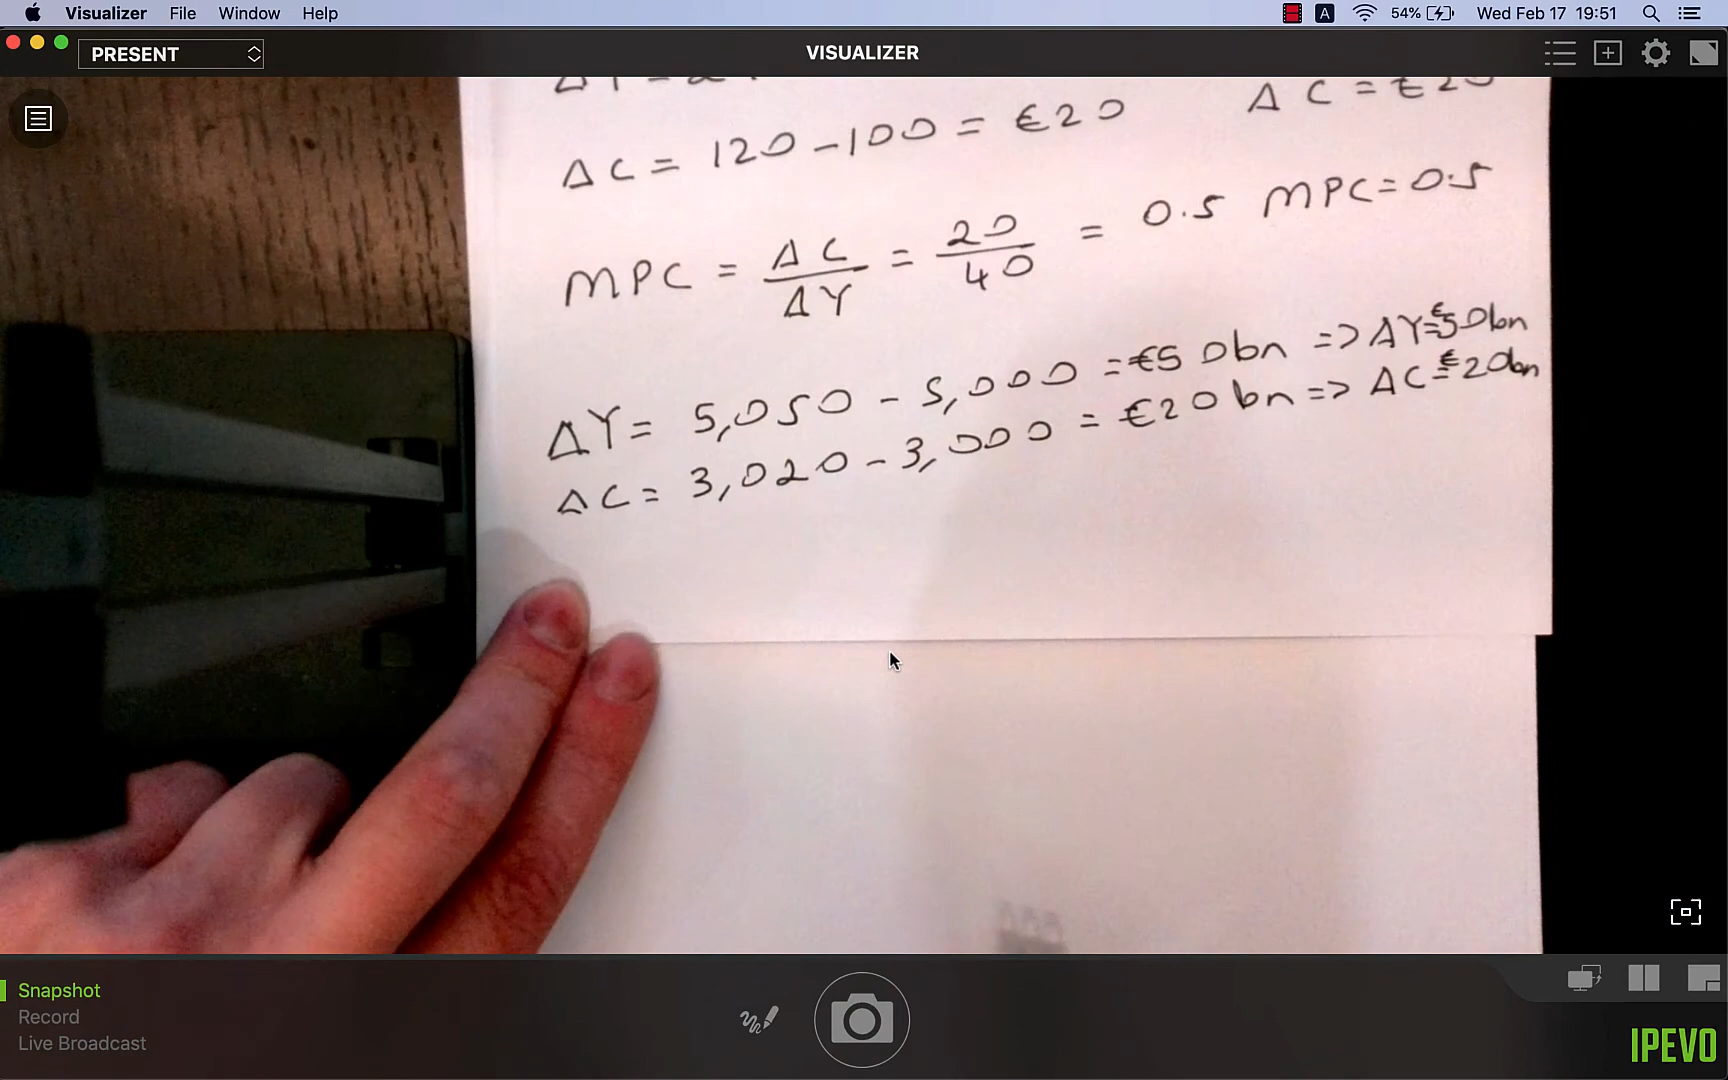 Visualizer File Window Help
A 54% Wed Feb 17 19:51
PRESENT
VISUALIZER
Δ C = €20
Δ C = 120 - 100 = €20
MPC = ΔC/ΔY = 20/40 = 0.5 MPC = 0.5
ΔY = 5,050 - 5,000 = €50bn => ΔY = €50bn
ΔC = 3,020 - 3,000 = €20bn => ΔC = €20bn
Snapshot
Record
Live Broadcast
IPEVO